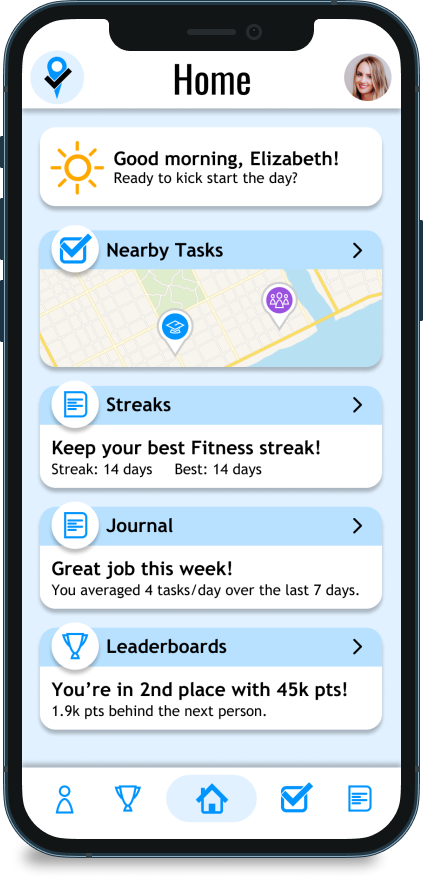 Home
Good morning, Elizabeth!
Ready to kick start the day?
Nearby Tasks
Streaks
Keep your best Fitness streak!
Streak: 14 days Best: 14 days
Journal
Great job this week!
You averaged 4 tasks/day over the last 7 days.
Leaderboards
You're in 2nd place with 45k pts!
1.9k pts behind the next person.